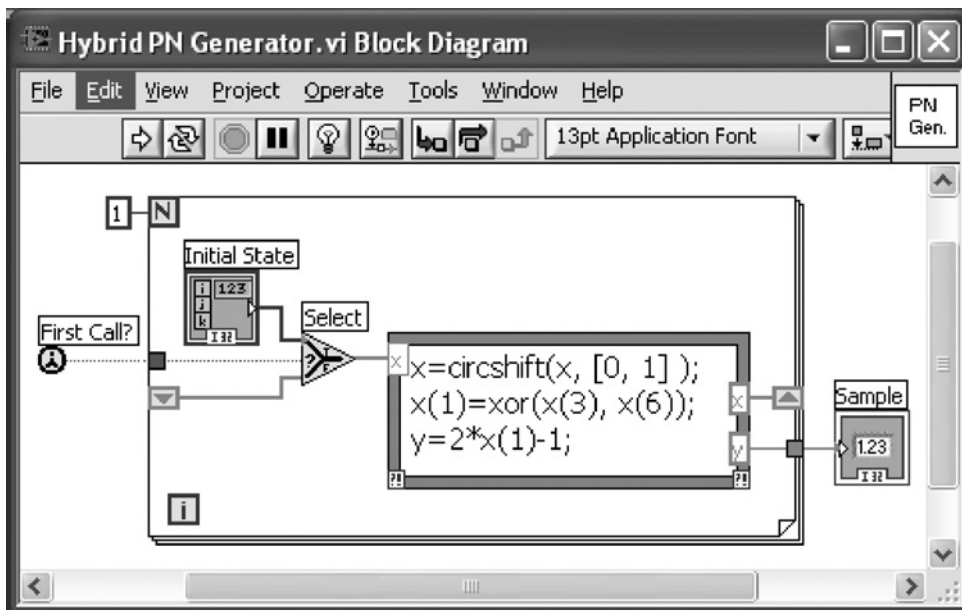 Hybrid PN Generator.vi Block Diagram
File Edit View Project Operate Tools Window Help
PN
Gen.
13pt Application Font
1 N
Initial State
i 123
j
k
I32
First Call?
i
Select
?
T
F
x
x=circshift(x, [0, 1] );
x(1)=xor(x(3), x(6));
y=2*x(1)-1;
x
y
?!
?!
Sample
1.23
I32
i